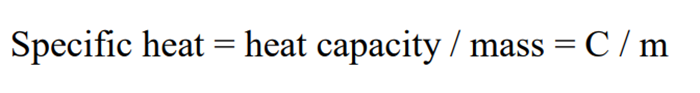 Specific heat = heat capacity / mass = C / m